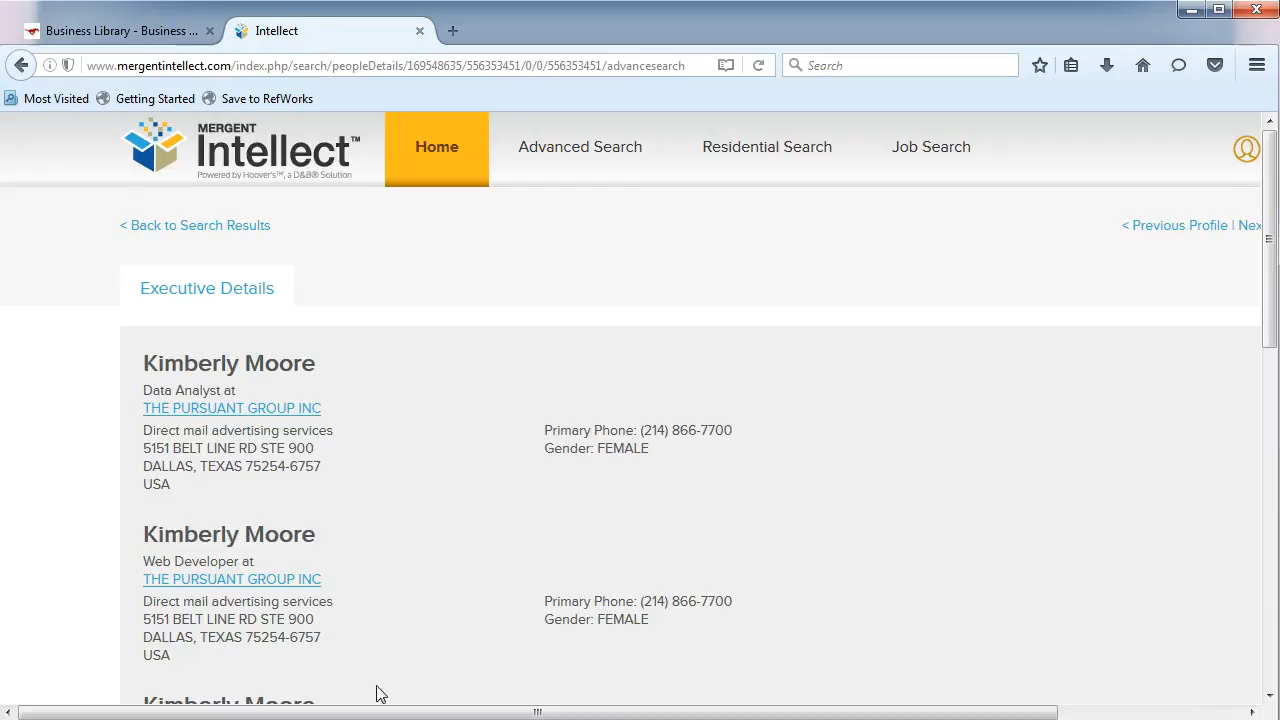 Business Library - Business ...
Intellect
www.mergentintellect.com/index.php/search/peopleDetails/169548635/556353451/0/0/556353451/advancesearch
Search
Most Visited
Getting Started
Save to RefWorks
MERGENT
Intellect™
Powered by Hoover's™, a D&B® Solution
Home
Advanced Search
Residential Search
Job Search
< Back to Search Results
< Previous Profile | Nex
Executive Details
Kimberly Moore
Data Analyst at
THE PURSUANT GROUP INC
Direct mail advertising services
Primary Phone: (214) 866-7700
5151 BELT LINE RD STE 900
Gender: FEMALE
DALLAS, TEXAS 75254-6757
USA
Kimberly Moore
Web Developer at
THE PURSUANT GROUP INC
Direct mail advertising services
Primary Phone: (214) 866-7700
5151 BELT LINE RD STE 900
Gender: FEMALE
DALLAS, TEXAS 75254-6757
USA
Kimberly Moore